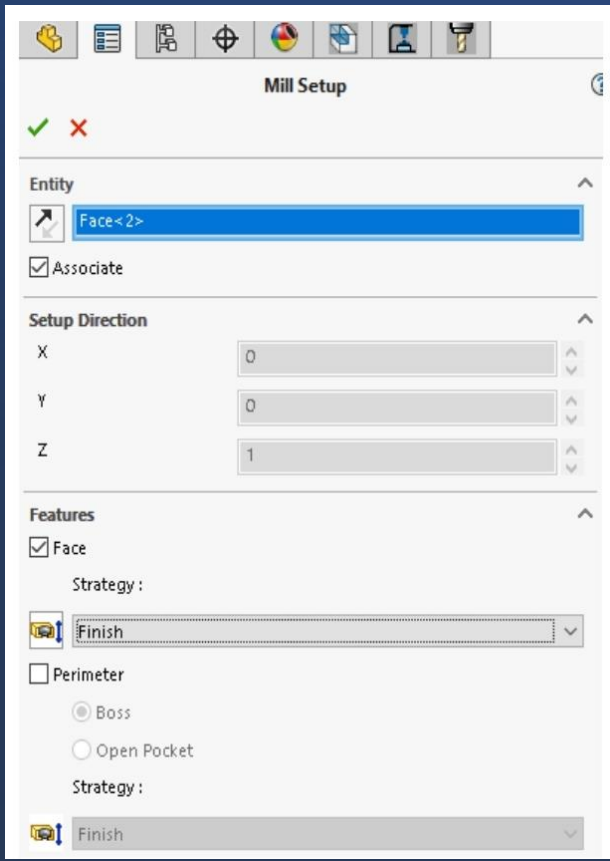 Mill Setup
Entity
Face<2>
Associate
Setup Direction
X 0
Y 0
Z 1
Features
Face
Strategy :
Finish
Perimeter
Boss
Open Pocket
Strategy :
Finish